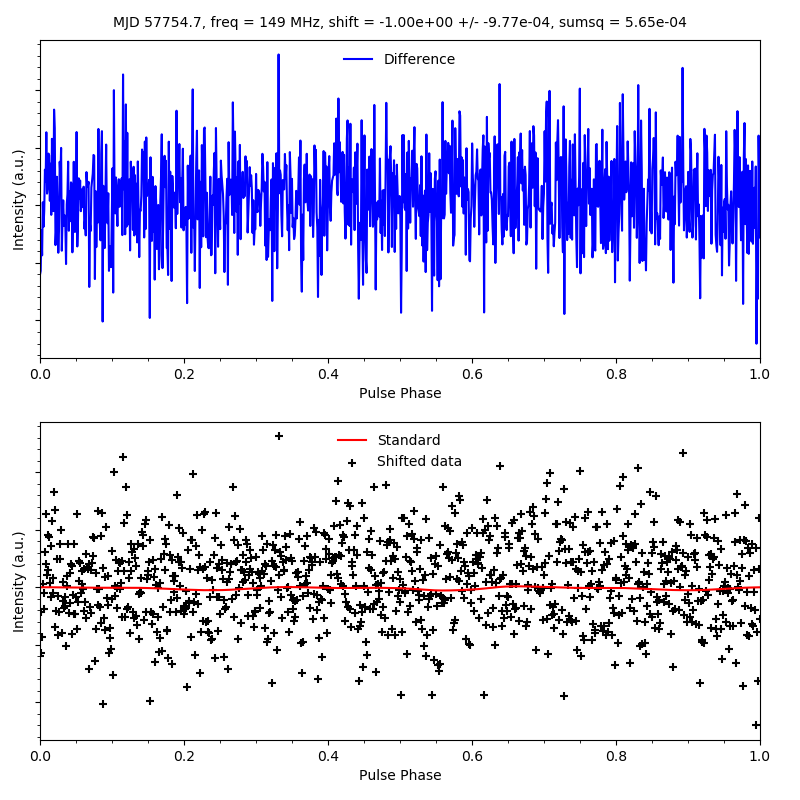 MJD 57754.7, freq = 149 MHz, shift = -1.00e+00 +/- -9.77e-04, sumsq = 5.65e-04
Difference
Intensity (a.u.)
0.0 0.2 0.4 0.6 0.8 1.0
Pulse Phase
Standard
Shifted data
Intensity (a.u.)
0.0 0.2 0.4 0.6 0.8 1.0
Pulse Phase